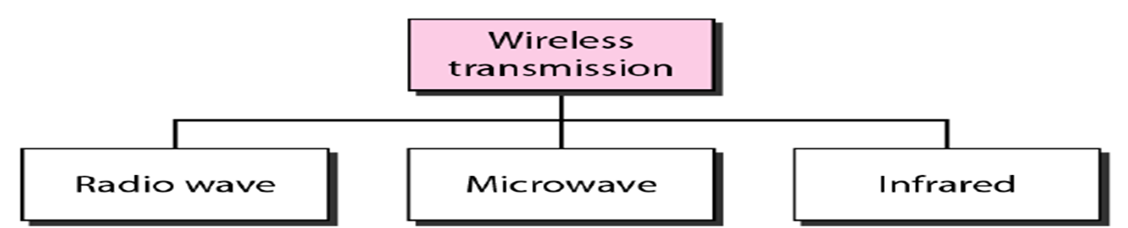 Wireless
transmission
Radio wave
Microwave
Infrared